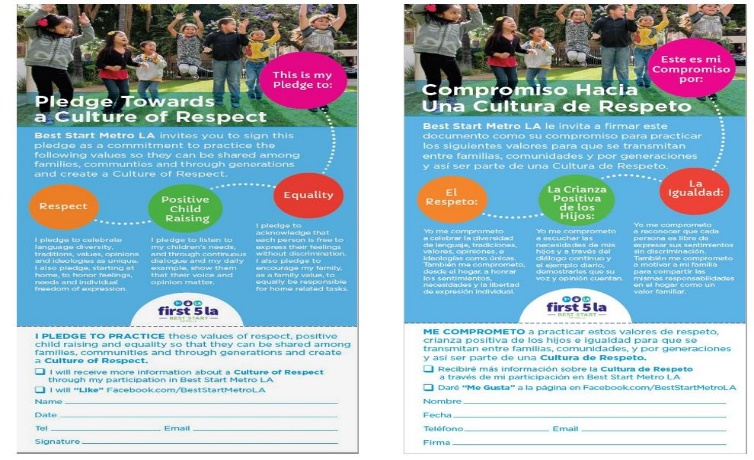 This is my
Pledge to:
Pledge Towards
a Culture of Respect
Best Start Metro LA invites you to sign this
pledge as a commitment to practice the
following values so they can be shared among
families, communties and through generations
and create a Culture of Respect.
Respect
Positive
Child
Raising
Equality
I pledge to celebrate
language diversity,
traditions, values, opinions
and ideologies as unique.
I also pledge, starting at
home, to honor feelings,
needs and individual
freedom of expression.
I pledge to listen to
my children's needs,
and through continuous
dialogue and my daily
example, show them
that their voice and
opinion matter.
I pledge to
acknowledge that
each person is free to
express their feelings
without discrimination.
I also pledge to
encourage my family,
as a family value, to
equally be responsible
for home related tasks.
first 5 la
BEST START
I PLEDGE TO PRACTICE these values of respect, positive
child raising and equality so that they can be shared among
families, communities and through generations and create
a Culture of Respect.
I will receive more information about a Culture of Respect
through my participation in Best Start Metro LA
I will "Like" Facebook.com/BestStartMetroLA
Name
Date
Tel Email
Signature
Este es mi
Compromiso
por:
Compromiso Hacia
Una Cultura de Respeto
Best Start Metro LA le invita a firmar este
documento como su compromiso para practicar
los siguientes valores para que se transmitan
entre familias, comunidades y por generaciones
y así ser parte de una Cultura de Respeto.
El
Respeto:
La Crianza
Positiva
de los
Hijos:
La
Igualdad:
Yo me comprometo
a celebrar la diversidad
de lenguaje, tradiciones,
valores, opiniones, e
ideologías como únicas.
También me comprometo,
desde el hogar, a honrar
los sentimientos,
necesidades y la libertad
de expresión individual.
Yo me comprometo
a escuchar las
necesidades de mis
hijos y a través del
diálogo continuo y
el ejemplo diario,
demostrarles que su
voz y opinión cuentan.
Yo me comprometo
a reconocer que cada
persona es libre de
expresar sus sentimientos
sin discriminación.
También me comprometo
a motivar a mi familia
para compartir las
mismas responsabilidades
en el hogar como un
valor familiar.
first 5 la
BEST START
ME COMPROMETO a practicar estos valores de respeto,
crianza positiva de los hijos e igualdad para que se
transmitan entre familias, comunidades, y por generaciones
y así ser parte de una Cultura de Respeto.
Recibiré más información sobre la Cultura de Respeto
a través de mi participación en Best Start Metro LA
Daré "Me Gusta" a la página en Facebook.com/BestStartMetroLA
Nombre
Fecha
Teléfono Email
Firma